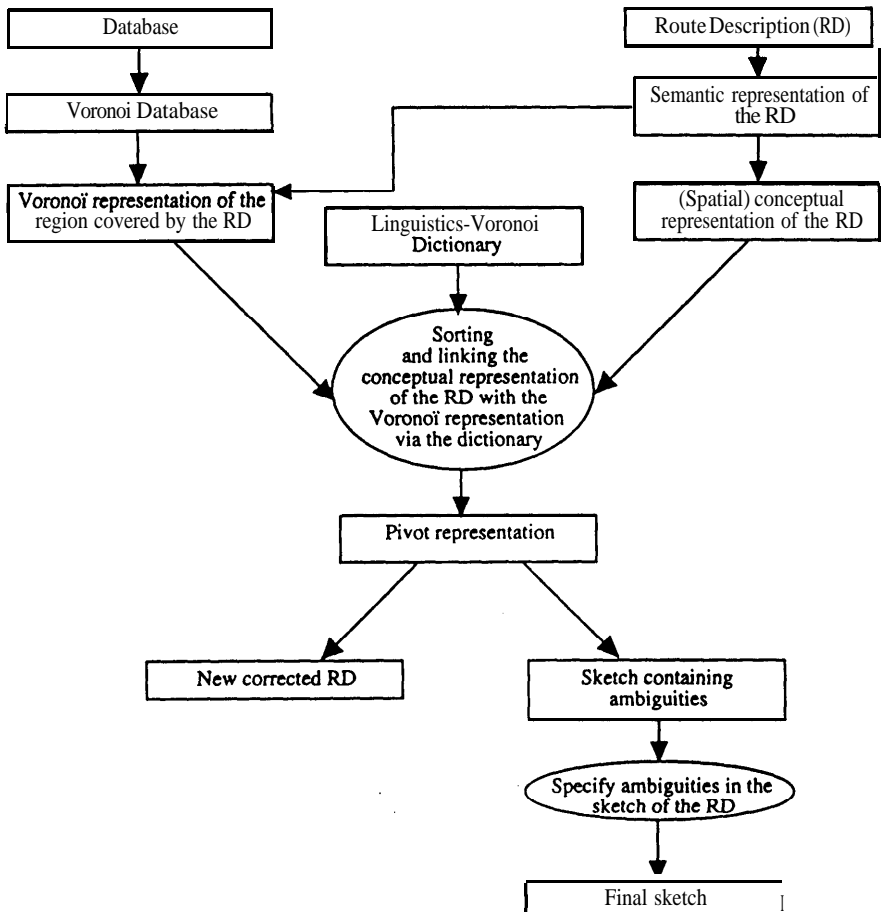 Database
Route Description (RD)
Voronoi Database
Semantic representation of
the RD
Voronoï representation of the
region covered by the RD
(Spatial) conceptual
representation of the RD
Linguistics-Voronoi
Dictionary
Sorting
and linking the
conceptual representation
of the RD with the
Voronoï representation
via the dictionary
Pivot representation
New corrected RD
Sketch containing
ambiguities
Specify ambiguities in the
sketch of the RD
Final sketch